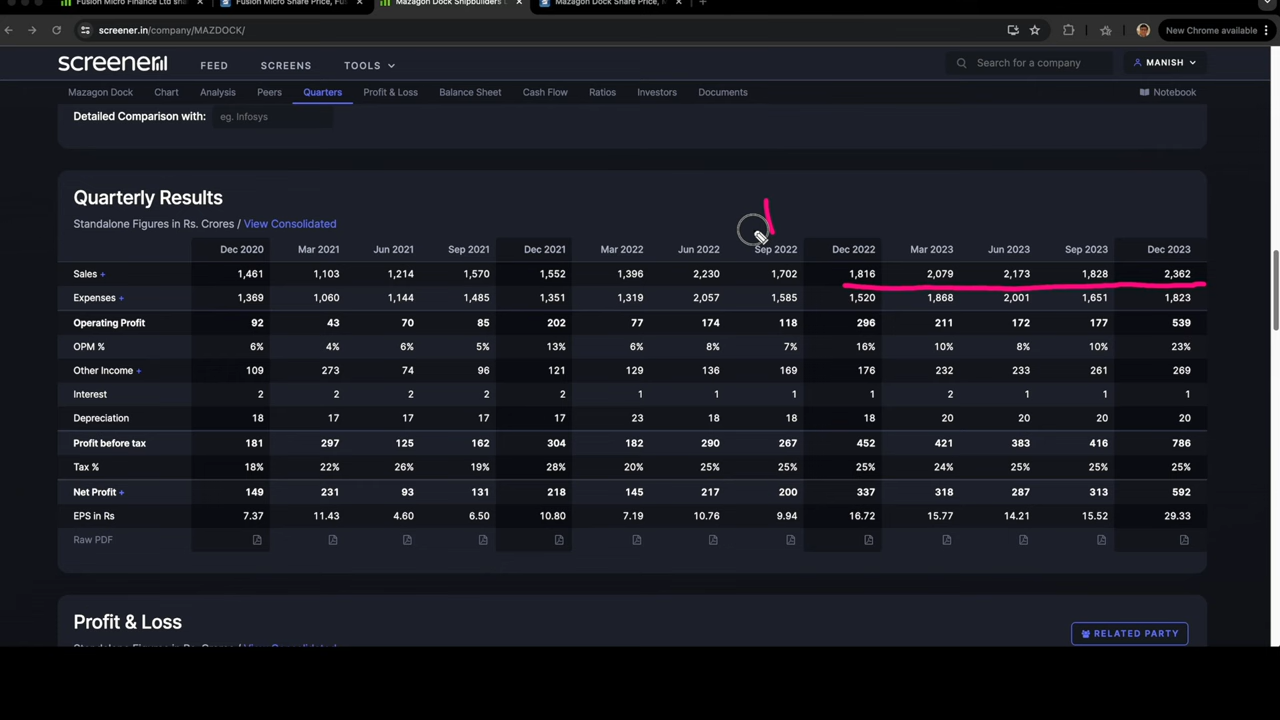 Fusion Micro Finance Ltd sha
Fusion Micro Share Price, Fu
Mazagon Dock Shipbuilders L
Mazagon Dock Share Price, N
screener.in/company/MAZDOCK/
New Chrome available
screener
FEED
SCREENS
TOOLS
Search for a company
MANISH
Mazagon Dock
Chart
Analysis
Peers
Quarters
Profit & Loss
Balance Sheet
Cash Flow
Ratios
Investors
Documents
Notebook
Detailed Comparison with: eg. Infosys
Quarterly Results
Standalone Figures in Rs. Crores / View Consolidated
Dec 2020 Mar 2021 Jun 2021 Sep 2021 Dec 2021 Mar 2022 Jun 2022 Sep 2022 Dec 2022 Mar 2023 Jun 2023 Sep 2023 Dec 2023
Sales + 1,461 1,103 1,214 1,570 1,552 1,396 2,230 1,702 1,816 2,079 2,173 1,828 2,362
Expenses + 1,369 1,060 1,144 1,485 1,351 1,319 2,057 1,585 1,520 1,868 2,001 1,651 1,823
Operating Profit 92 43 70 85 202 77 174 118 296 211 172 177 539
OPM % 6% 4% 6% 5% 13% 6% 8% 7% 16% 10% 8% 10% 23%
Other Income + 109 273 74 96 121 129 136 169 176 232 233 261 269
Interest 2 2 2 2 2 1 1 1 1 2 1 1 1
Depreciation 18 17 17 17 17 23 18 18 18 20 20 20 20
Profit before tax 181 297 125 162 304 182 290 267 452 421 383 416 786
Tax % 18% 22% 26% 19% 28% 20% 25% 25% 25% 24% 25% 25% 25%
Net Profit + 149 231 93 131 218 145 217 200 337 318 287 313 592
EPS in Rs 7.37 11.43 4.60 6.50 10.80 7.19 10.76 9.94 16.72 15.77 14.21 15.52 29.33
Raw PDF
Profit & Loss
RELATED PARTY
Standalone Figures in Rs. Crores / View Consolidated